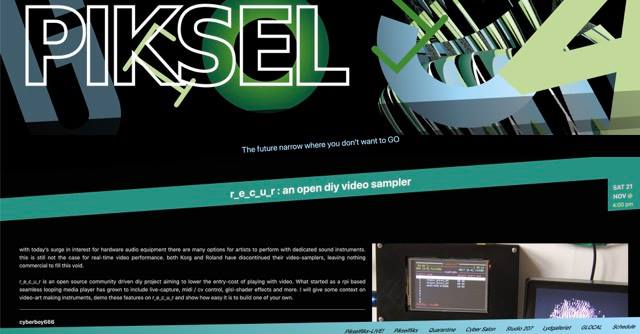 PIKSEL
The future narrow where you don't want to GO
r_e_c_u_r : an open diy video sampler
SAT 21
NOV @
4:00 pm
with today's surge in interest for hardware audio equipment there are many options for artists to perform with dedicated sound instruments.
this is still not the case for real-time video performance. both Korg and Roland have discontinued their video-samplers, leaving nothing
commercial to fill this void.
r_e_c_u_r is an open source community driven diy project aiming to lower the entry-cost of playing with video. What started as a rpi based
seamless looping media player has grown to include live-capture, midi / cv control, glsl-shader effects and more. I will give some context on
video-art making instruments, demo these features on r_e_c_u_r and show how easy it is to build one of your own.
cyberboy666
Pikselfiks-LIVE! Pikselfiks Quarantine Cyber Salon Studio 207 Lydgalleriet GLOCAL Schedule